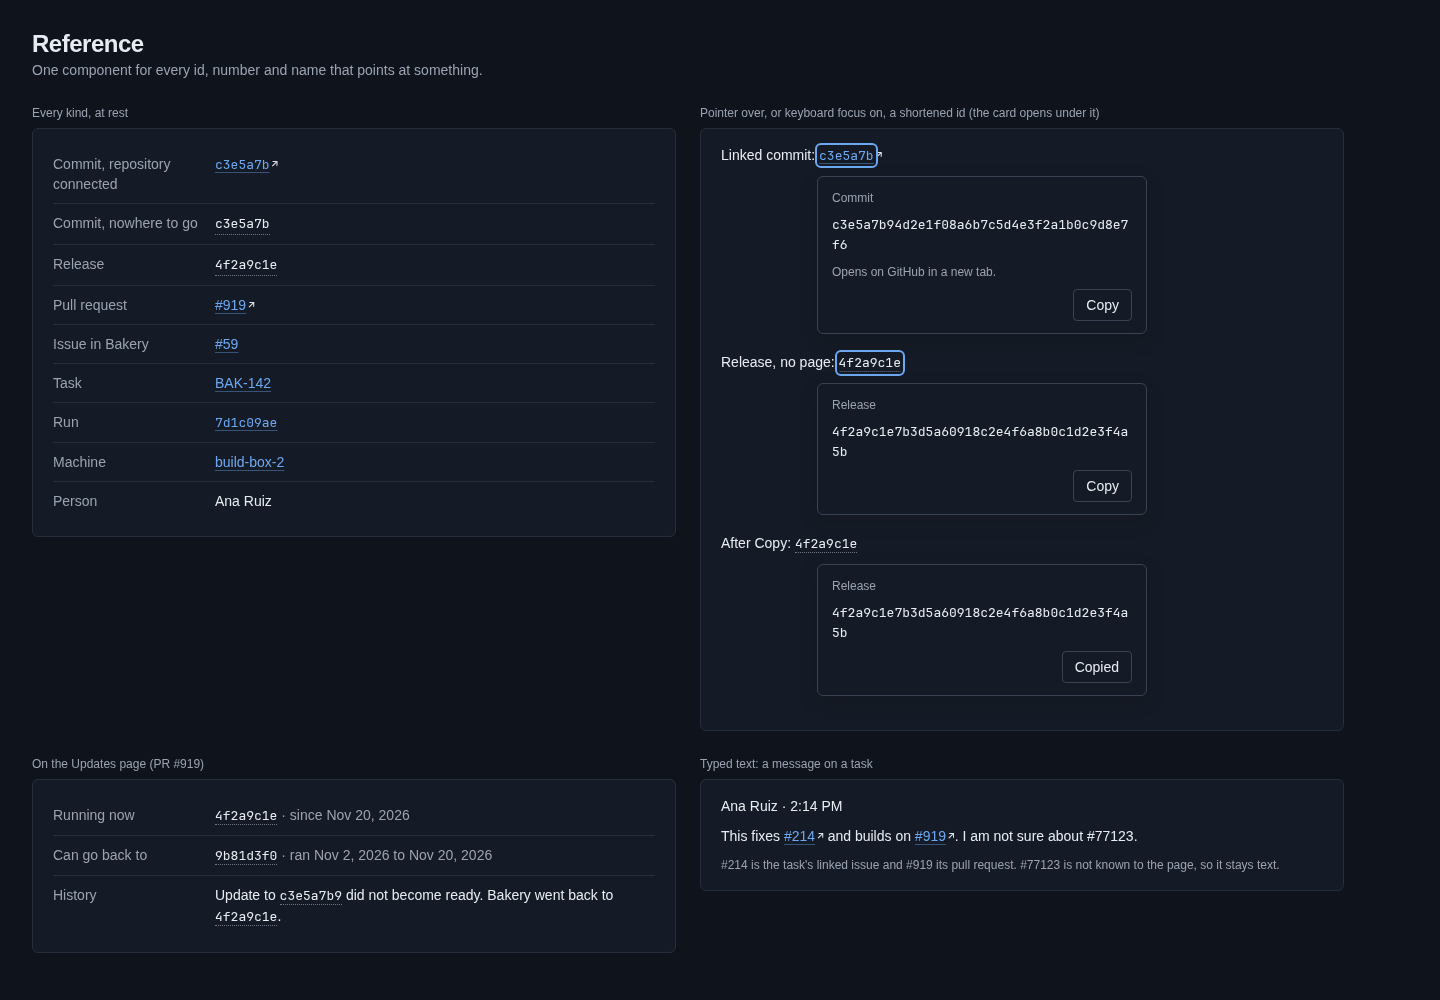 Reference
One component for every id, number and name that points at something.
Every kind, at rest
Commit, repository
connected
c3e5a7b↗
Commit, nowhere to go c3e5a7b
Release 4f2a9c1e
Pull request #919↗
Issue in Bakery #59
Task BAK-142
Run 7d1c09ae
Machine build-box-2
Person Ana Ruiz
Pointer over, or keyboard focus on, a shortened id (the card opens under it)
Linked commit: c3e5a7b↗
Commit
c3e5a7b94d2e1f08a6b7c5d4e3f2a1b0c9d8e7
f6
Opens on GitHub in a new tab.
Copy
Release, no page: 4f2a9c1e
Release
4f2a9c1e7b3d5a60918c2e4f6a8b0c1d2e3f4a
5b
Copy
After Copy: 4f2a9c1e
Release
4f2a9c1e7b3d5a60918c2e4f6a8b0c1d2e3f4a
5b
Copied
On the Updates page (PR #919)
Running now 4f2a9c1e · since Nov 20, 2026
Can go back to 9b81d3f0 · ran Nov 2, 2026 to Nov 20, 2026
History Update to c3e5a7b9 did not become ready. Bakery went back to
4f2a9c1e.
Typed text: a message on a task
Ana Ruiz · 2:14 PM
This fixes #214↗ and builds on #919↗. I am not sure about #77123.
#214 is the task's linked issue and #919 its pull request. #77123 is not known to the page, so it stays text.